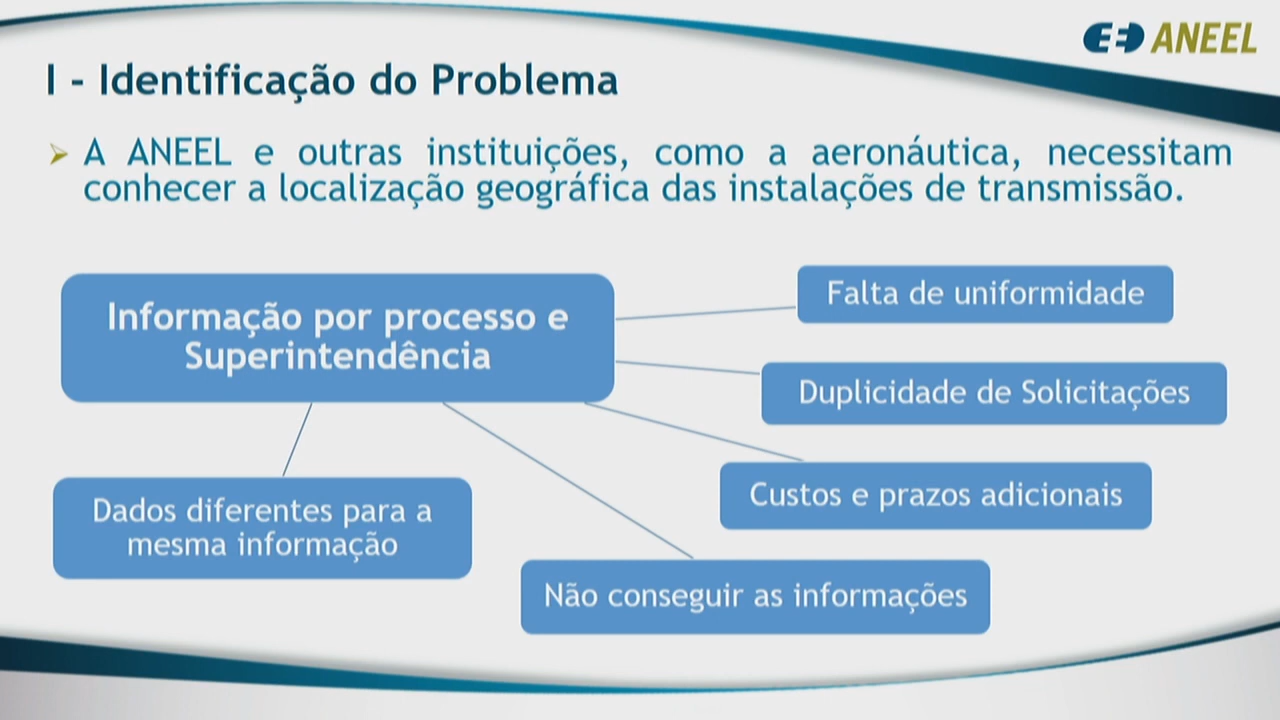 ANEEL
I - Identificação do Problema
A ANEEL e outras instituições, como a aeronáutica, necessitam
conhecer a localização geográfica das instalações de transmissão.
Informação por processo e
Superintendência
Falta de uniformidade
Duplicidade de Solicitações
Custos e prazos adicionais
Dados diferentes para a
mesma informação
Não conseguir as informações